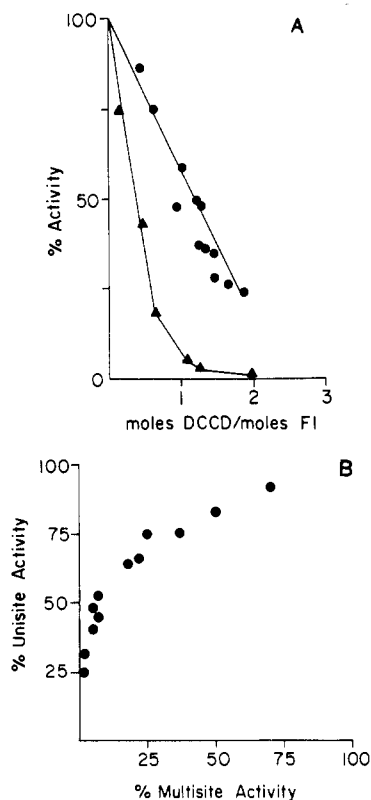 A
100
50
0
% Activity
1 2 3
moles DCCD/moles FI
B
100
75
50
25
% Unisite Activity
25 50 75 100
% Multisite Activity